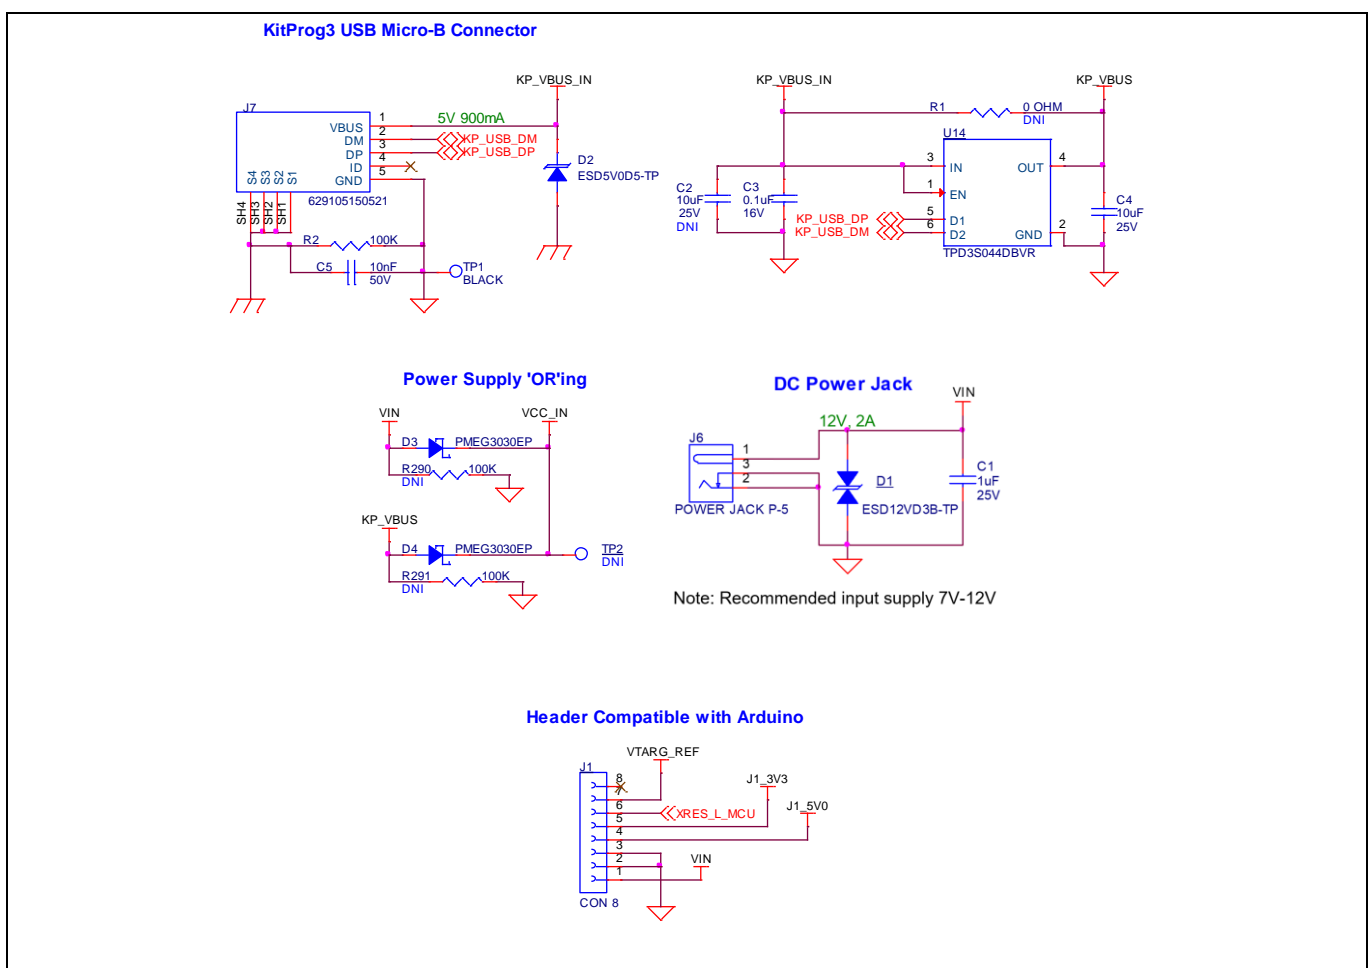 KitProg3 USB Micro-B Connector
J7
VBUS
DM
DP
ID
GND
1
2
3
4
5
S4
S3
S2
S1
SH4
SH3
SH2
SH1
629105150521
5V 900mA
KP_USB_DM
KP_USB_DP
KP_VBUS_IN
D2
ESD5V0D5-TP
R2
100K
C5
10nF
50V
TP1
BLACK
KP_VBUS_IN
KP_VBUS
R1
0 OHM
DNI
U14
3
IN
OUT
4
1
EN
5
D1
6
D2
GND
2
TPD3S044DBVR
KP_USB_DP
KP_USB_DM
C2
10uF
25V
DNI
C3
0.1uF
16V
C4
10uF
25V
Power Supply 'OR'ing
VIN
VCC_IN
D3
PMEG3030EP
R290
100K
DNI
KP_VBUS
D4
PMEG3030EP
TP2
DNI
R291
100K
DNI
DC Power Jack
VIN
12V, 2A
J6
1
3
2
POWER JACK P-5
D1
ESD12VD3B-TP
C1
1uF
25V
Note: Recommended input supply 7V-12V
Header Compatible with Arduino
VTARG_REF
J1
J1_3V3
J1_5V0
8
7
6
5
4
3
2
1
XRES_L_MCU
VIN
CON 8